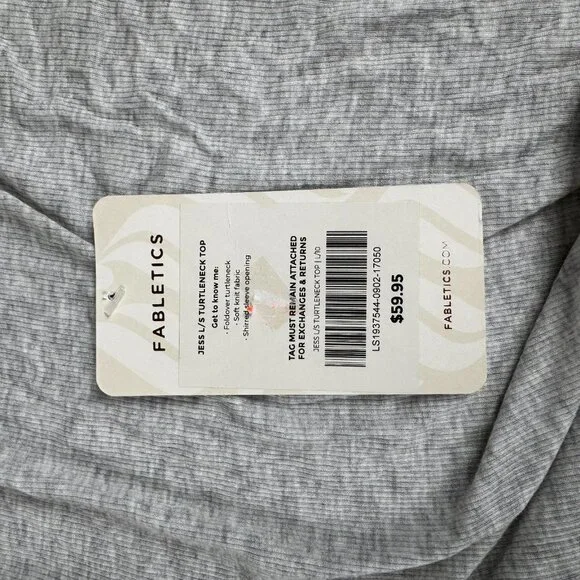 FABLETICS
JESS L/S TURTLENECK TOP
Get to know me:
· Foldover turtleneck
· Soft knit fabric
· Shirred sleeve opening
TAG MUST REMAIN ATTACHED
FOR EXCHANGES & RETURNS
JESS L/S TURTLENECK TOP | L/10
LS1937544-0902-17050
$59.95
FABLETICS.COM